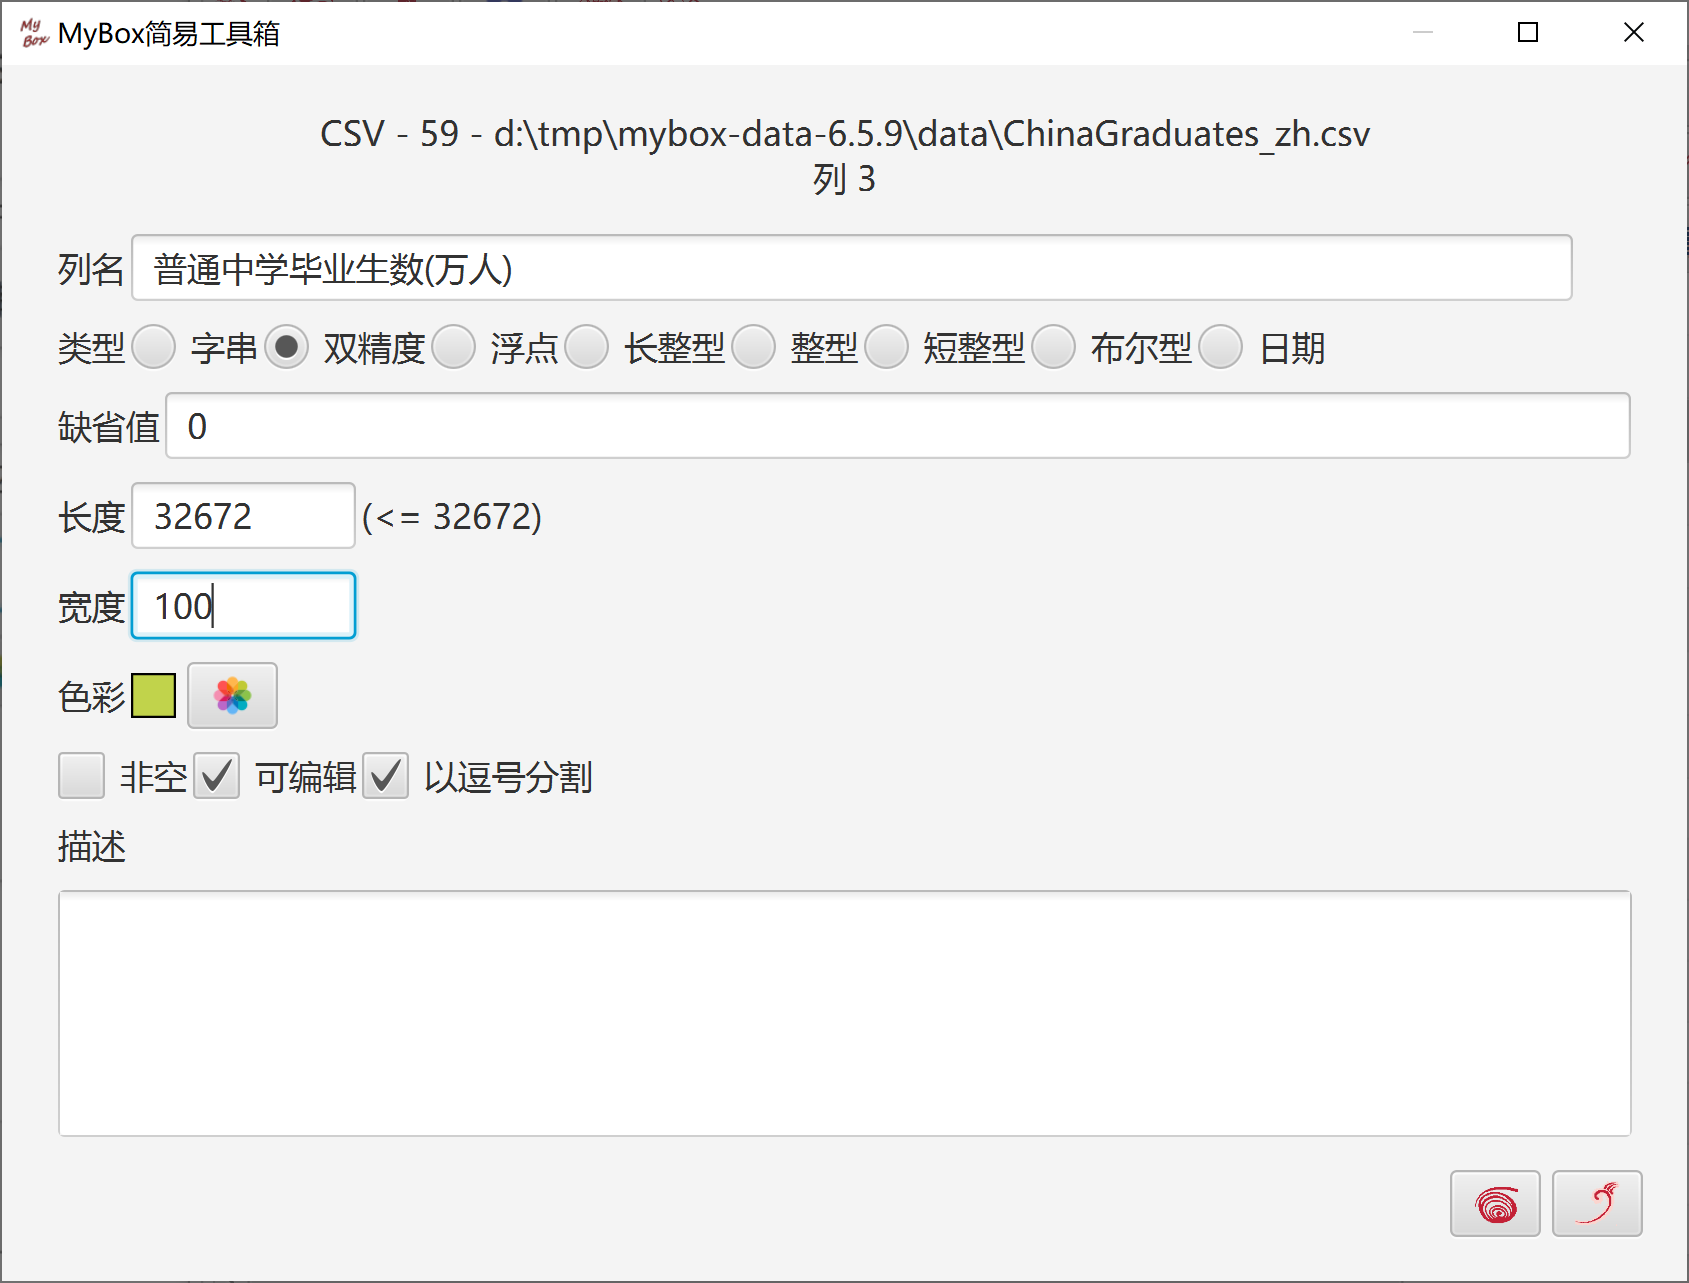 My Box MyBox简易工具箱
CSV - 59 - d:\tmp\mybox-data-6.5.9\data\ChinaGraduates_zh.csv
列 3
列名 普通中学毕业生数(万人)
类型 字串 双精度 浮点 长整型 整型 短整型 布尔型 日期
缺省值 0
长度 32672 (<= 32672)
宽度 100
色彩
非空 可编辑 以逗号分割
描述